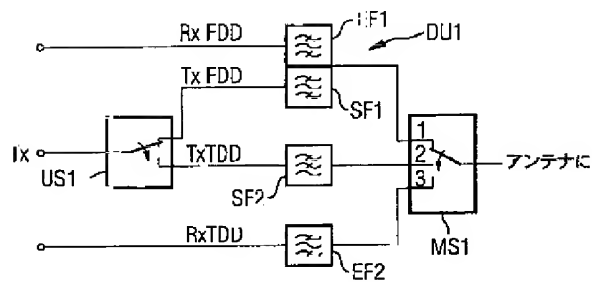 Rx FDD
EF1
DU1
Tx FDD
SF1
Tx
US1
TxTDD
SF2
1
2
3
アンテナに
MS1
RxTDD
EF2